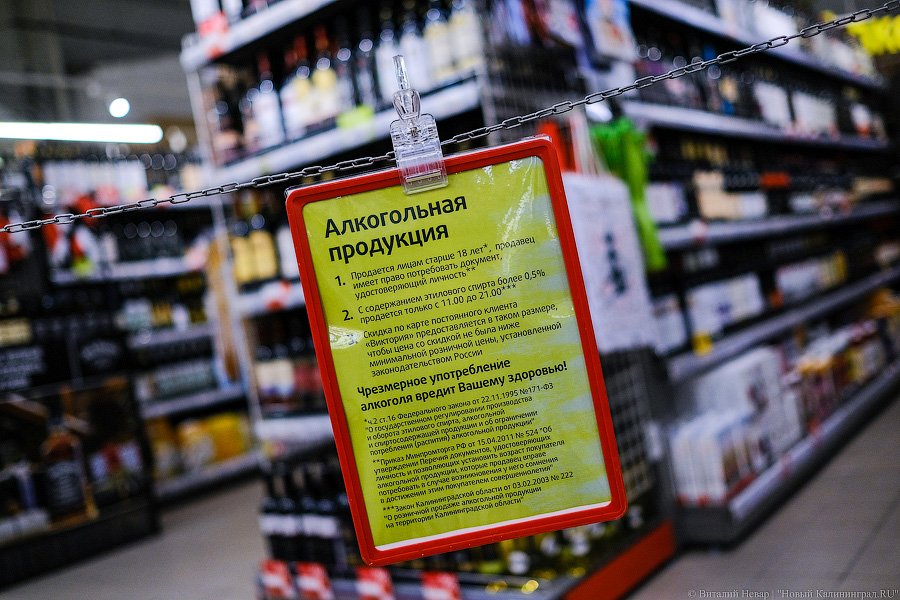 Алкогольная
продукция
1. Продается лицам старше 18 лет*, продавец
имеет право потребовать документ,
удостоверяющий личность**
2. С содержанием этилового спирта более 0,5%
продается только с 11.00 до 21.00***
Скидка по карте постоянного клиента
«Виктория» предоставляется в таком размере,
чтобы цена со скидкой не была ниже
минимальной розничной цены, установленной
законодательством России
Чрезмерное употребление
алкоголя вредит Вашему здоровью!
*ч.2 ст.16 Федерального закона от 22.11.1995 №171-ФЗ
"О государственном регулировании производства
и оборота этилового спирта, алкогольной
и спиртосодержащей продукции и об ограничении
потребления (распития) алкогольной продукции"
**Приказ Минпромторга РФ от 15.04.2011 № 524 "Об
утверждении Перечня документов, удостоверяющих
личность и позволяющих установить возраст покупателя
алкогольной продукции, которые продавец вправе
потребовать в случае возникновения у него сомнения
в достижении этим покупателем совершеннолетия"
***Закон Калининградской области от 03.02.2003 № 222
"О розничной продаже алкогольной продукции
на территории Калининградской области"
© Виталий Невар | "Новый Калининград.RU"